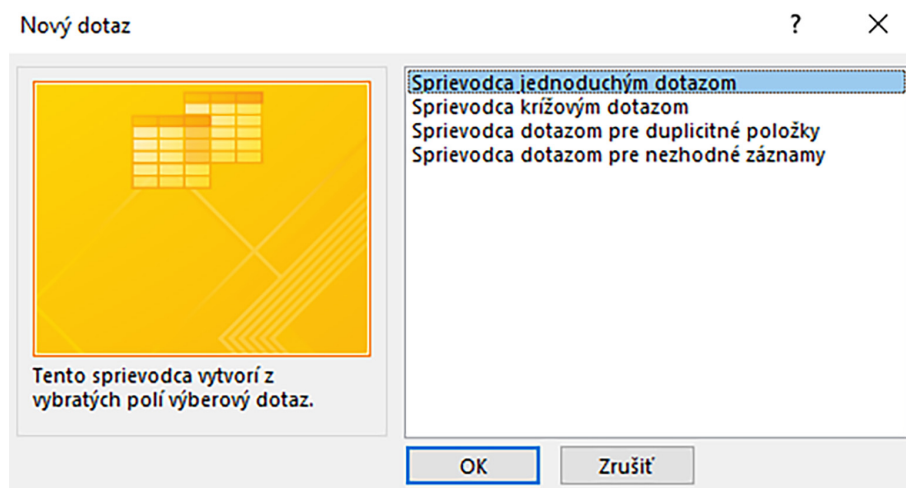 Nový dotaz
?
Sprievodca jednoduchým dotazom
Sprievodca krížovým dotazom
Sprievodca dotazom pre duplicitné položky
Sprievodca dotazom pre nezhodné záznamy
Tento sprievodca vytvorí z
vybratých polí výberový dotaz.
OK
Zrušiť